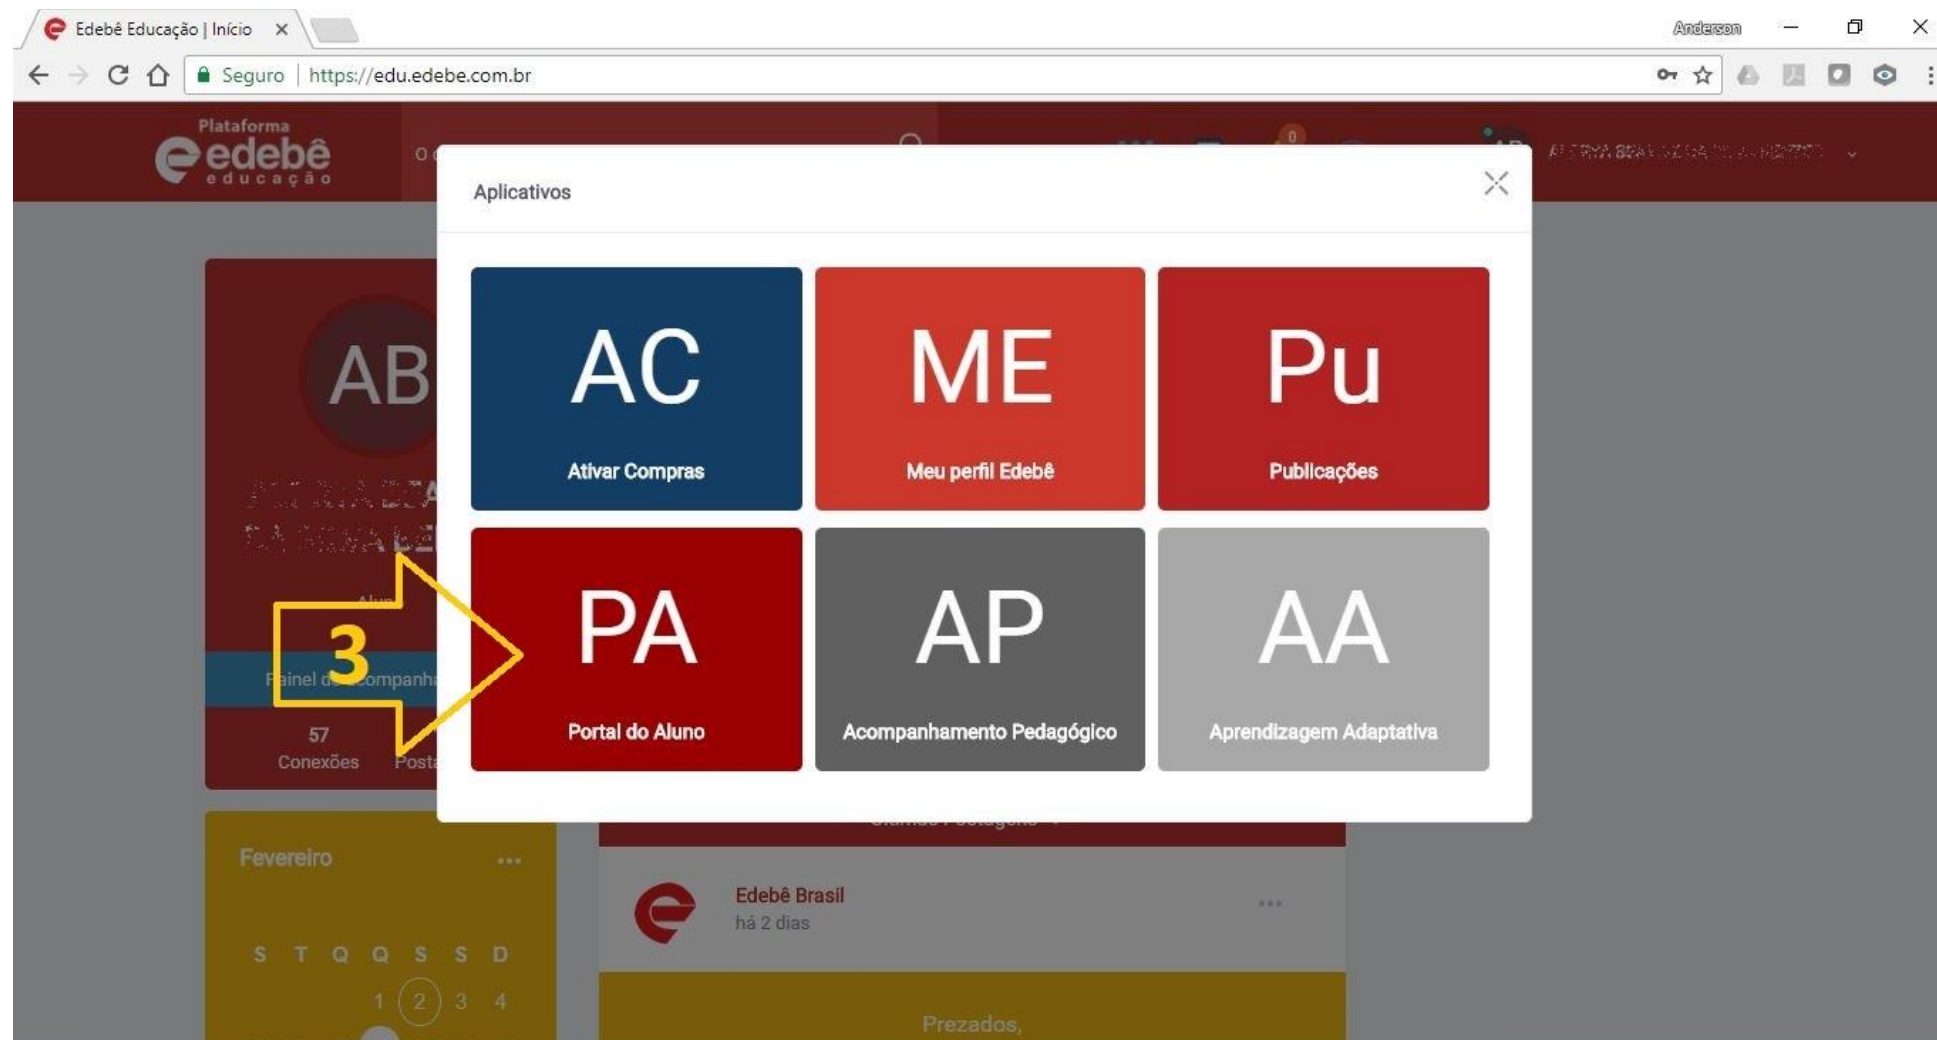 Edebê Educação | Início
Anderson
Seguro | https://edu.edebe.com.br
Plataforma
edebê
educação
0
Aplicativos
AB
AC
Ativar Compras
ME
Meu perfil Edebê
Pu
Publicações
3
PA
Portal do Aluno
AP
Acompanhamento Pedagógico
AA
Aprendizagem Adaptativa
57
Conexões
Fevereiro
S T Q Q S S D
1 2 3 4
Edebê Brasil
há 2 dias
Prezados,